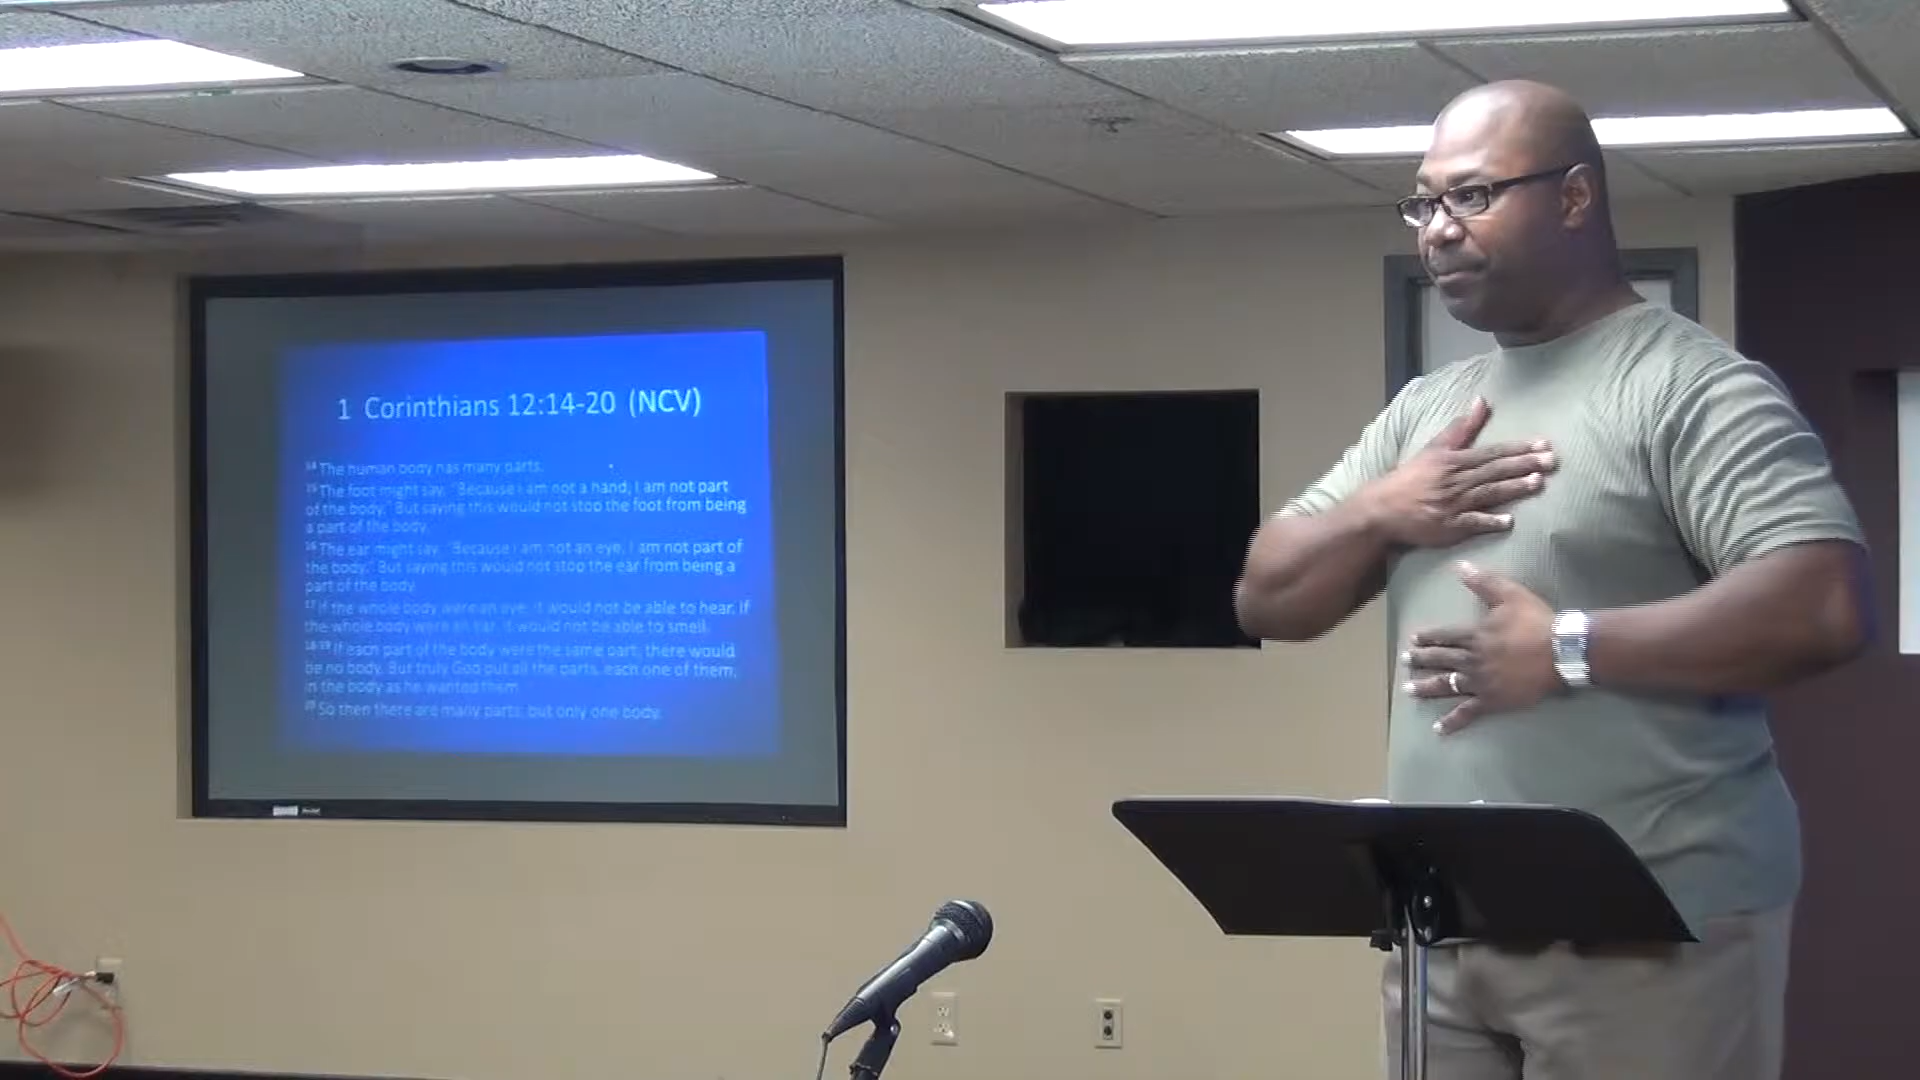 1 Corinthians 12:14-20 (NCV)
14 The human body has many parts.
15 The foot might say, "Because I am not a hand, I am not part
of the body." But saying this would not stop the foot from being
a part of the body.
16 The ear might say, "Because I am not an eye, I am not part of
the body." But saying this would not stop the ear from being a
part of the body.
17 If the whole body were an eye, it would not be able to hear. If
the whole body were an ear, it would not be able to smell.
18/19 If each part of the body were the same part, there would
be no body. But truly God put all the parts, each one of them,
in the body as he wanted them.
20 So then there are many parts, but only one body.